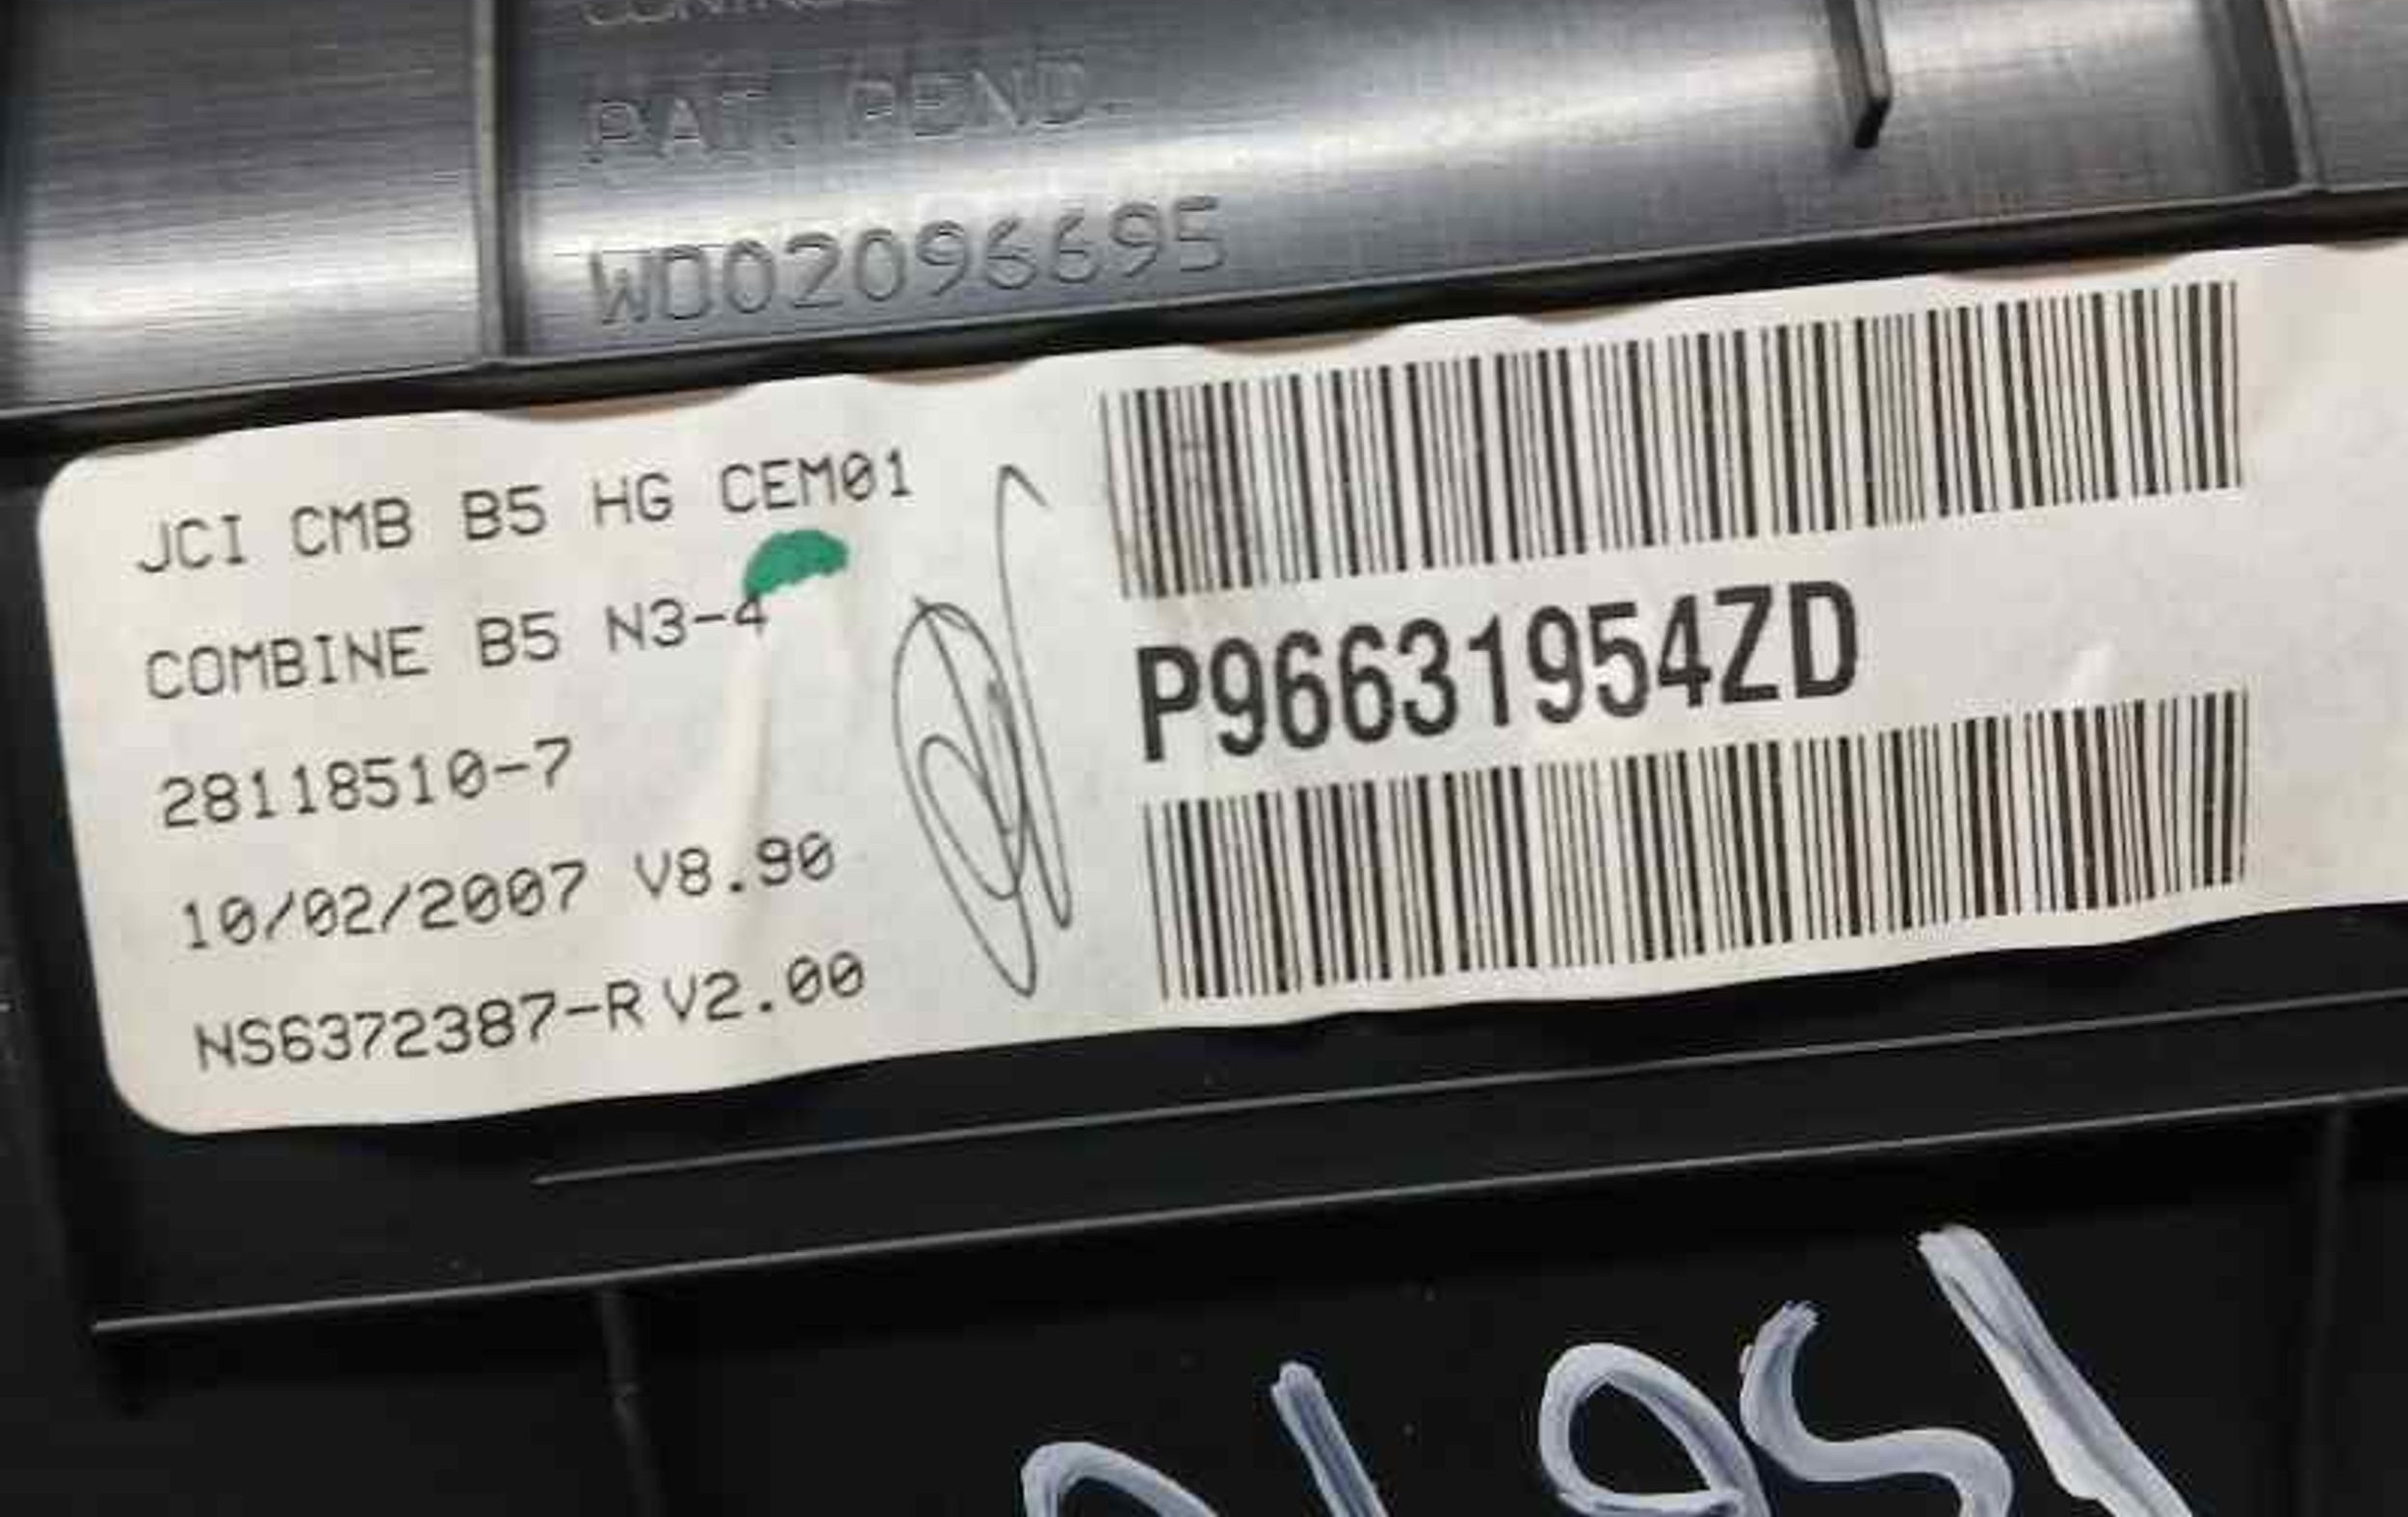 PAT. PEND.
WO02096695
JCI CMB B5 HG CEM01
COMBINE B5 N3-4
28118510-7
10/02/2007 V8.90
NS6372387-R V2.00
P96631954ZD